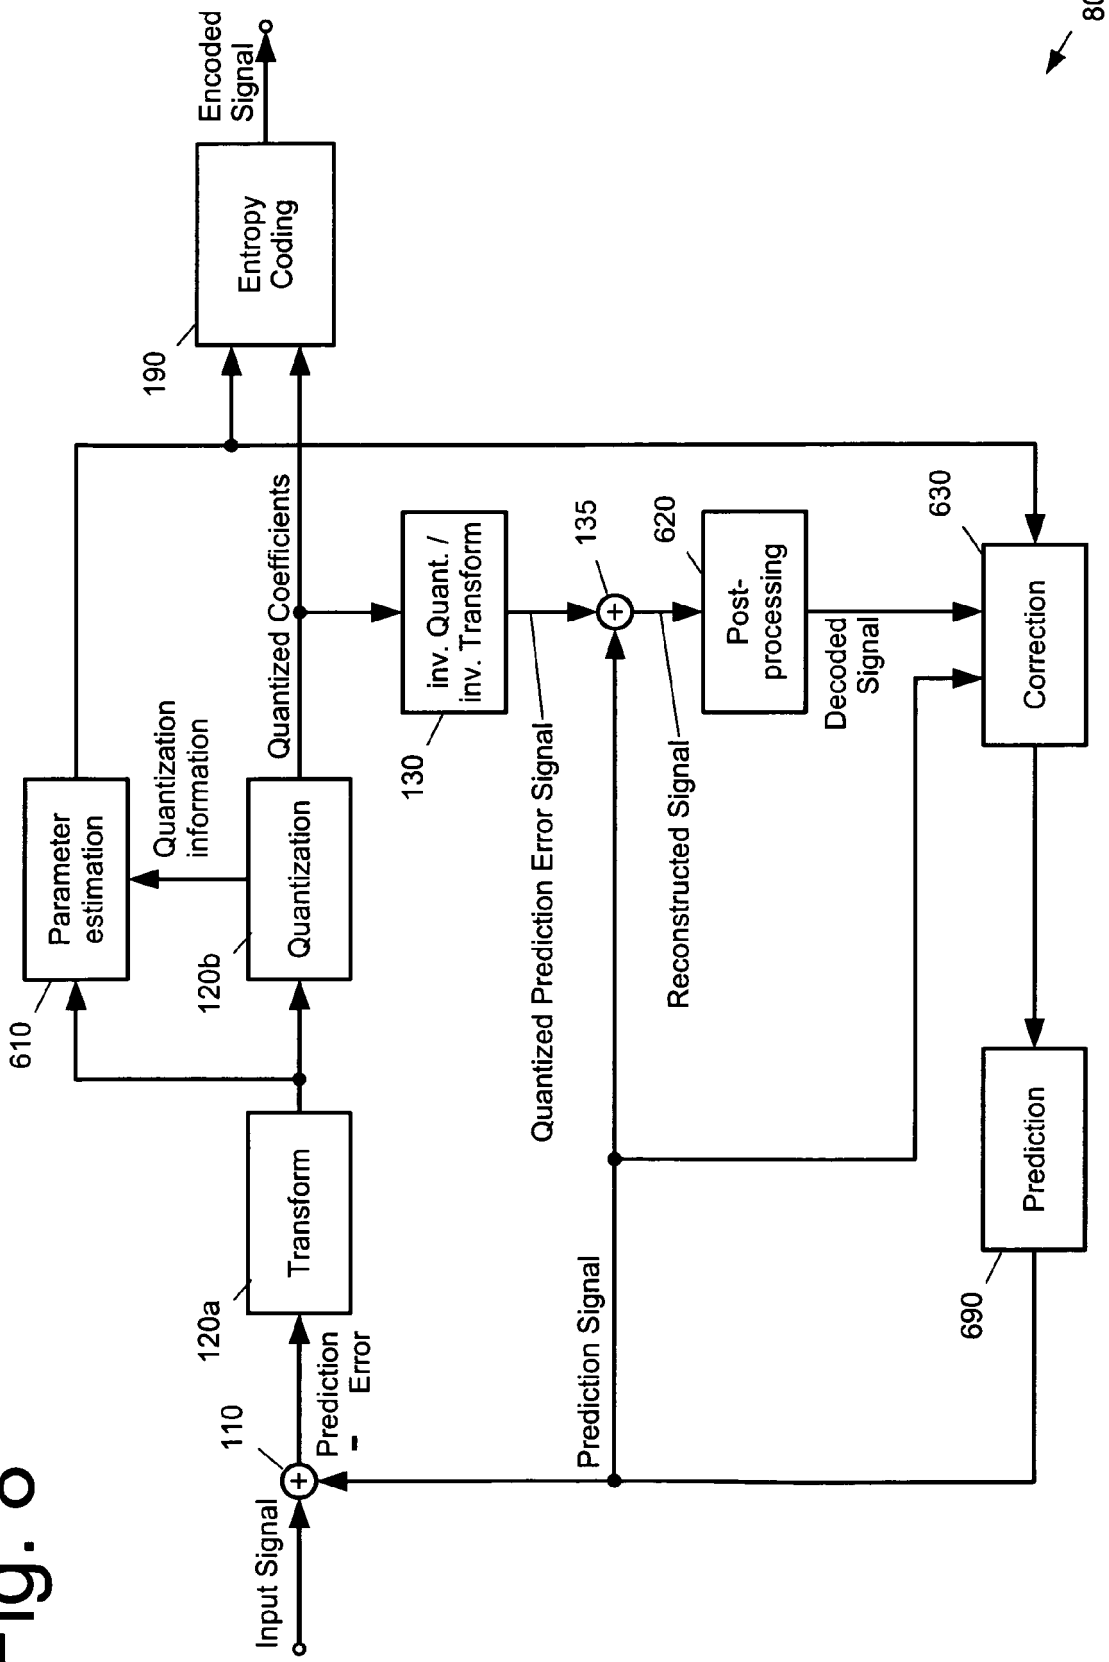 Fig. 8
Input Signal
110
Prediction
Error
-
+
120a
Transform
610
Parameter
estimation
Quantization
information
120b
Quantization
Quantized Coefficients
190
Entropy
Coding
Encoded
Signal
130
inv. Quant. /
inv. Transform
Quantized Prediction Error Signal
135
+
Reconstructed Signal
620
Post-
processing
Decoded
Signal
Prediction Signal
630
Correction
690
Prediction